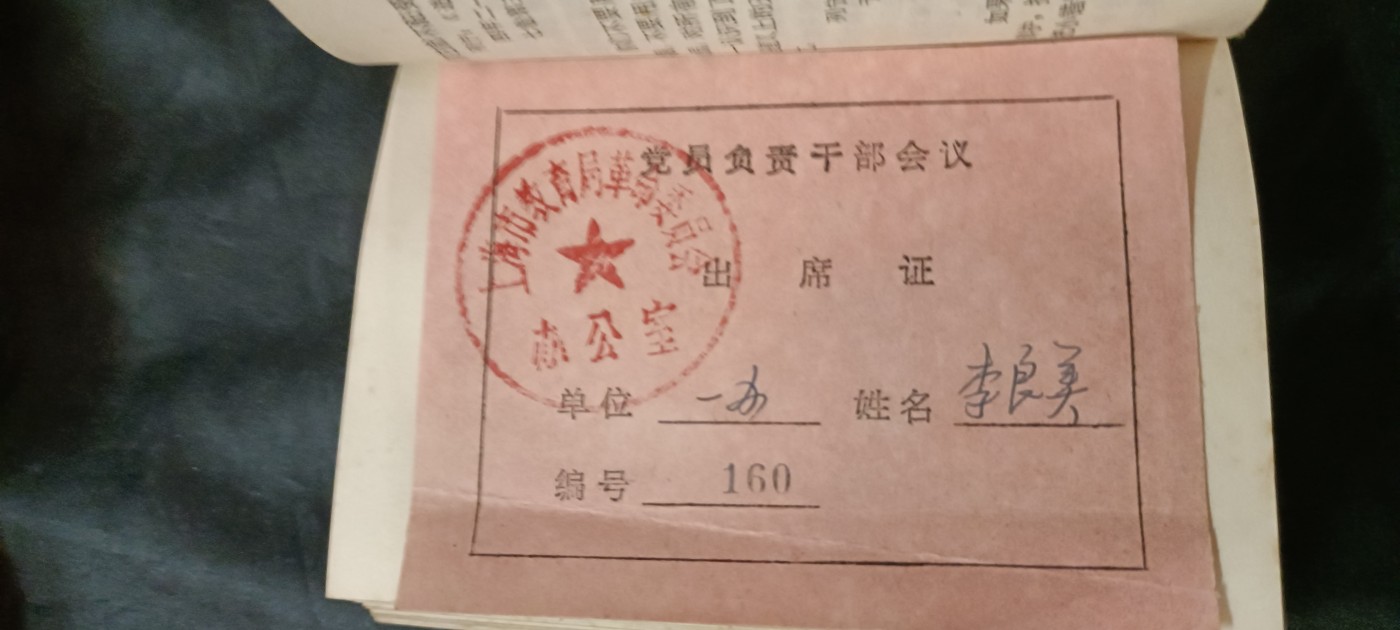 党员负责干部会议
上海市教育局革命委员会
办公室
出席证
单位 一办 姓名 李良美
编号 160